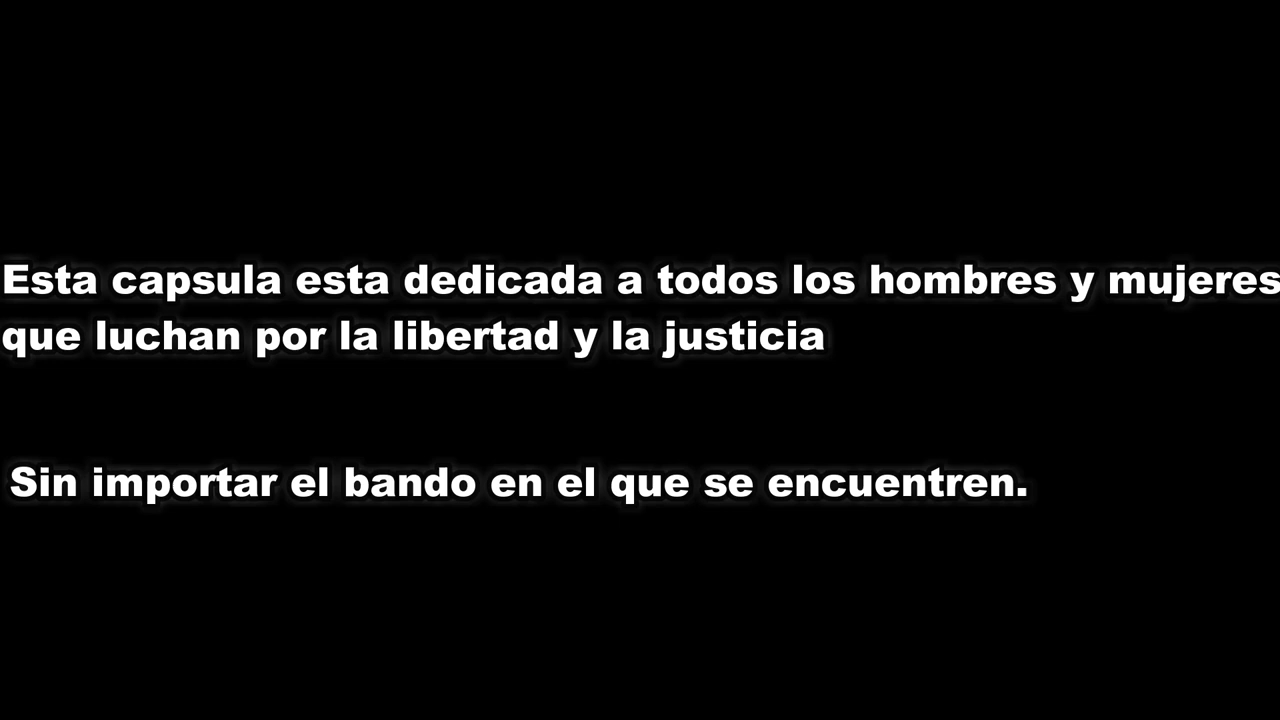 Esta capsula esta dedicada a todos los hombres y mujeres
que luchan por la libertad y la justicia
Sin importar el bando en el que se encuentren.